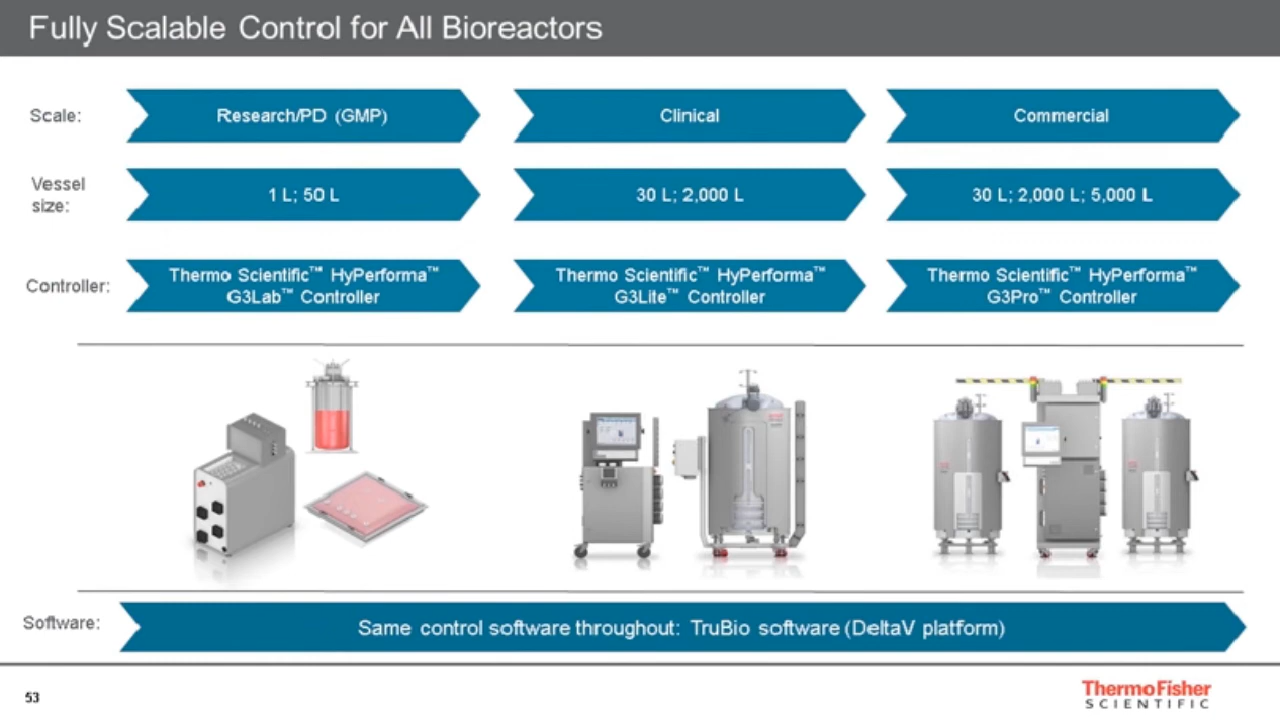 Fully Scalable Control for All Bioreactors
Scale:
Research/PD (GMP)
Clinical
Commercial
Vessel
size:
1 L; 50 L
30 L; 2,000 L
30 L; 2,000 L; 5,000 L
Controller:
Thermo Scientific™ HyPerforma™
G3Lab™ Controller
Thermo Scientific™ HyPerforma™
G3Lite™ Controller
Thermo Scientific™ HyPerforma™
G3Pro™ Controller
Software:
Same control software throughout: TruBio software (DeltaV platform)
53
ThermoFisher
SCIENTIFIC